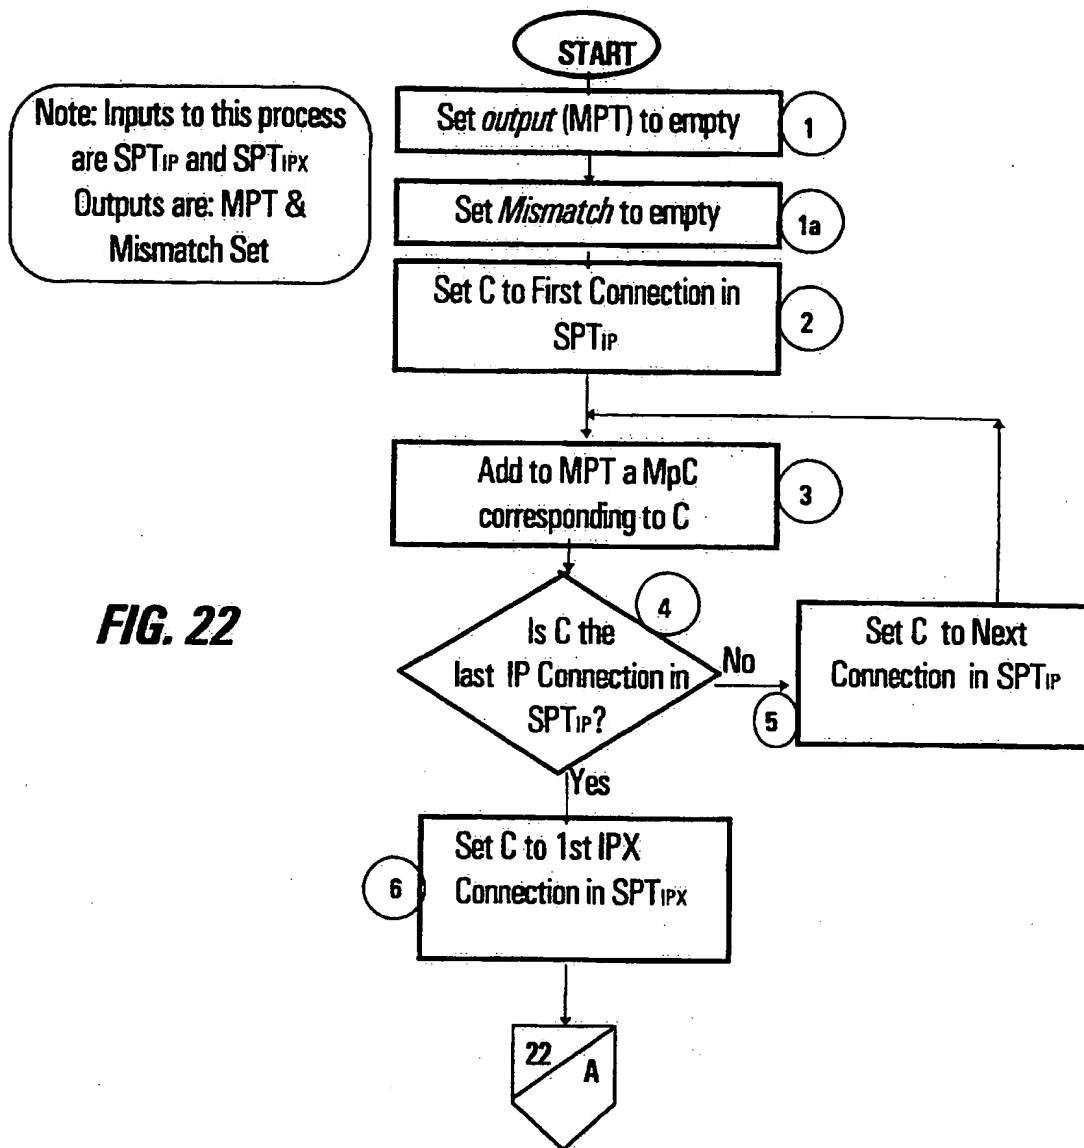 START
Note: Inputs to this process
are SPTIP and SPTIPX
Outputs are: MPT &
Mismatch Set
Set output (MPT) to empty
1
Set Mismatch to empty
1a
Set C to First Connection in
SPTIP
2
Add to MPT a MpC
corresponding to C
3
FIG. 22
4
Is C the
last IP Connection in
SPTIP?
No
Set C to Next
Connection in SPTIP
5
Yes
Set C to 1st IPX
Connection in SPTIPX
6
22
A